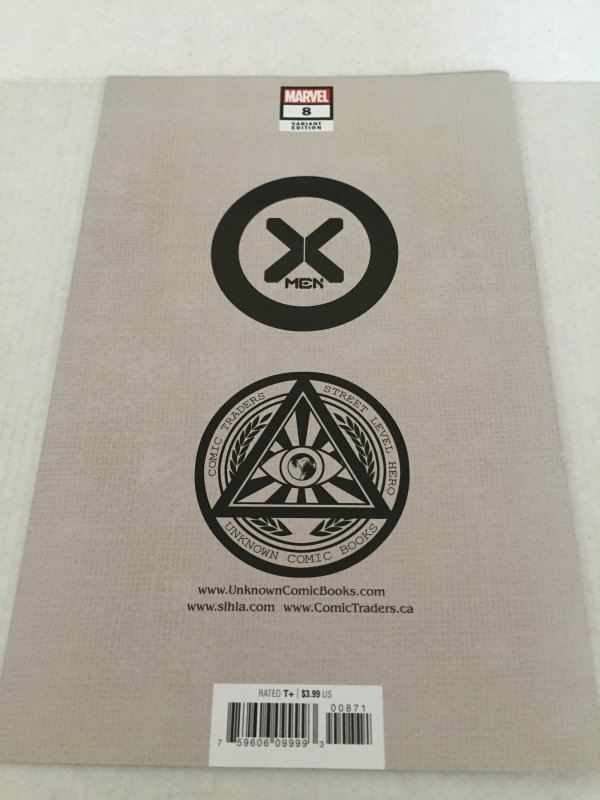 MARVEL
8
VARIANT
EDITION
X
MEN
COMIC TRADERS
STREET LEVEL HERO
UNKNOWN COMIC BOOKS
www.UnknownComicBooks.com
www.slhla.com www.ComicTraders.ca
RATED T+ | $3.99 US
00871
7 59606 09999 3